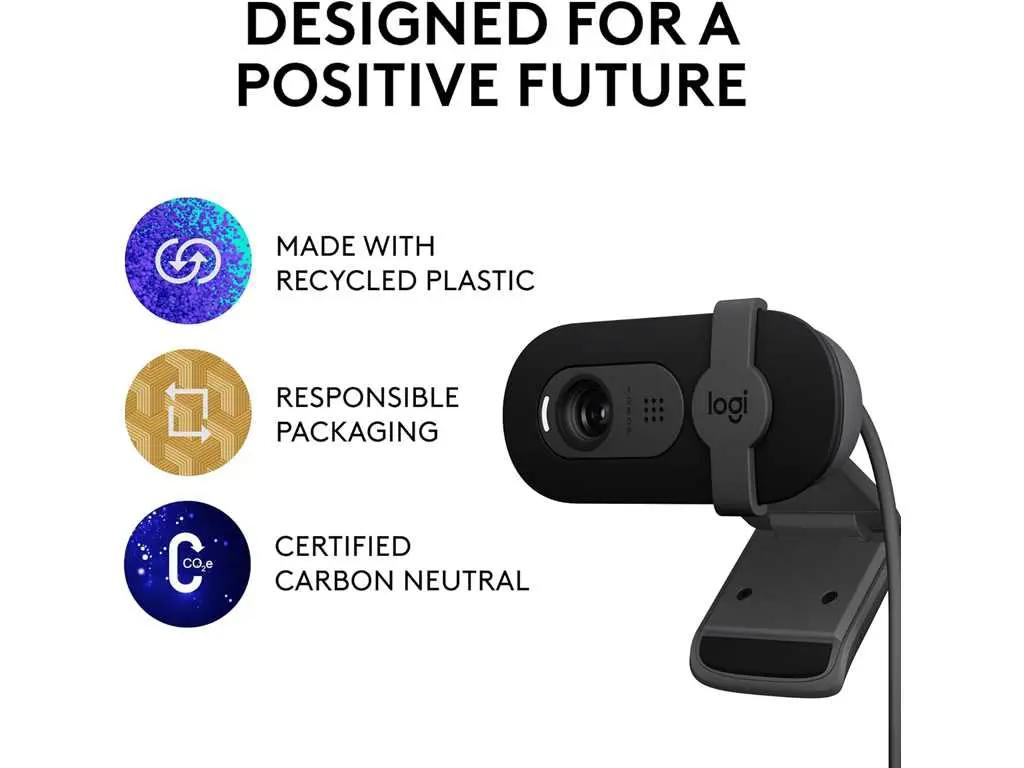 DESIGNED FOR A
POSITIVE FUTURE
MADE WITH
RECYCLED PLASTIC
RESPONSIBLE
PACKAGING
logi
CERTIFIED
CARBON NEUTRAL
CO₂e